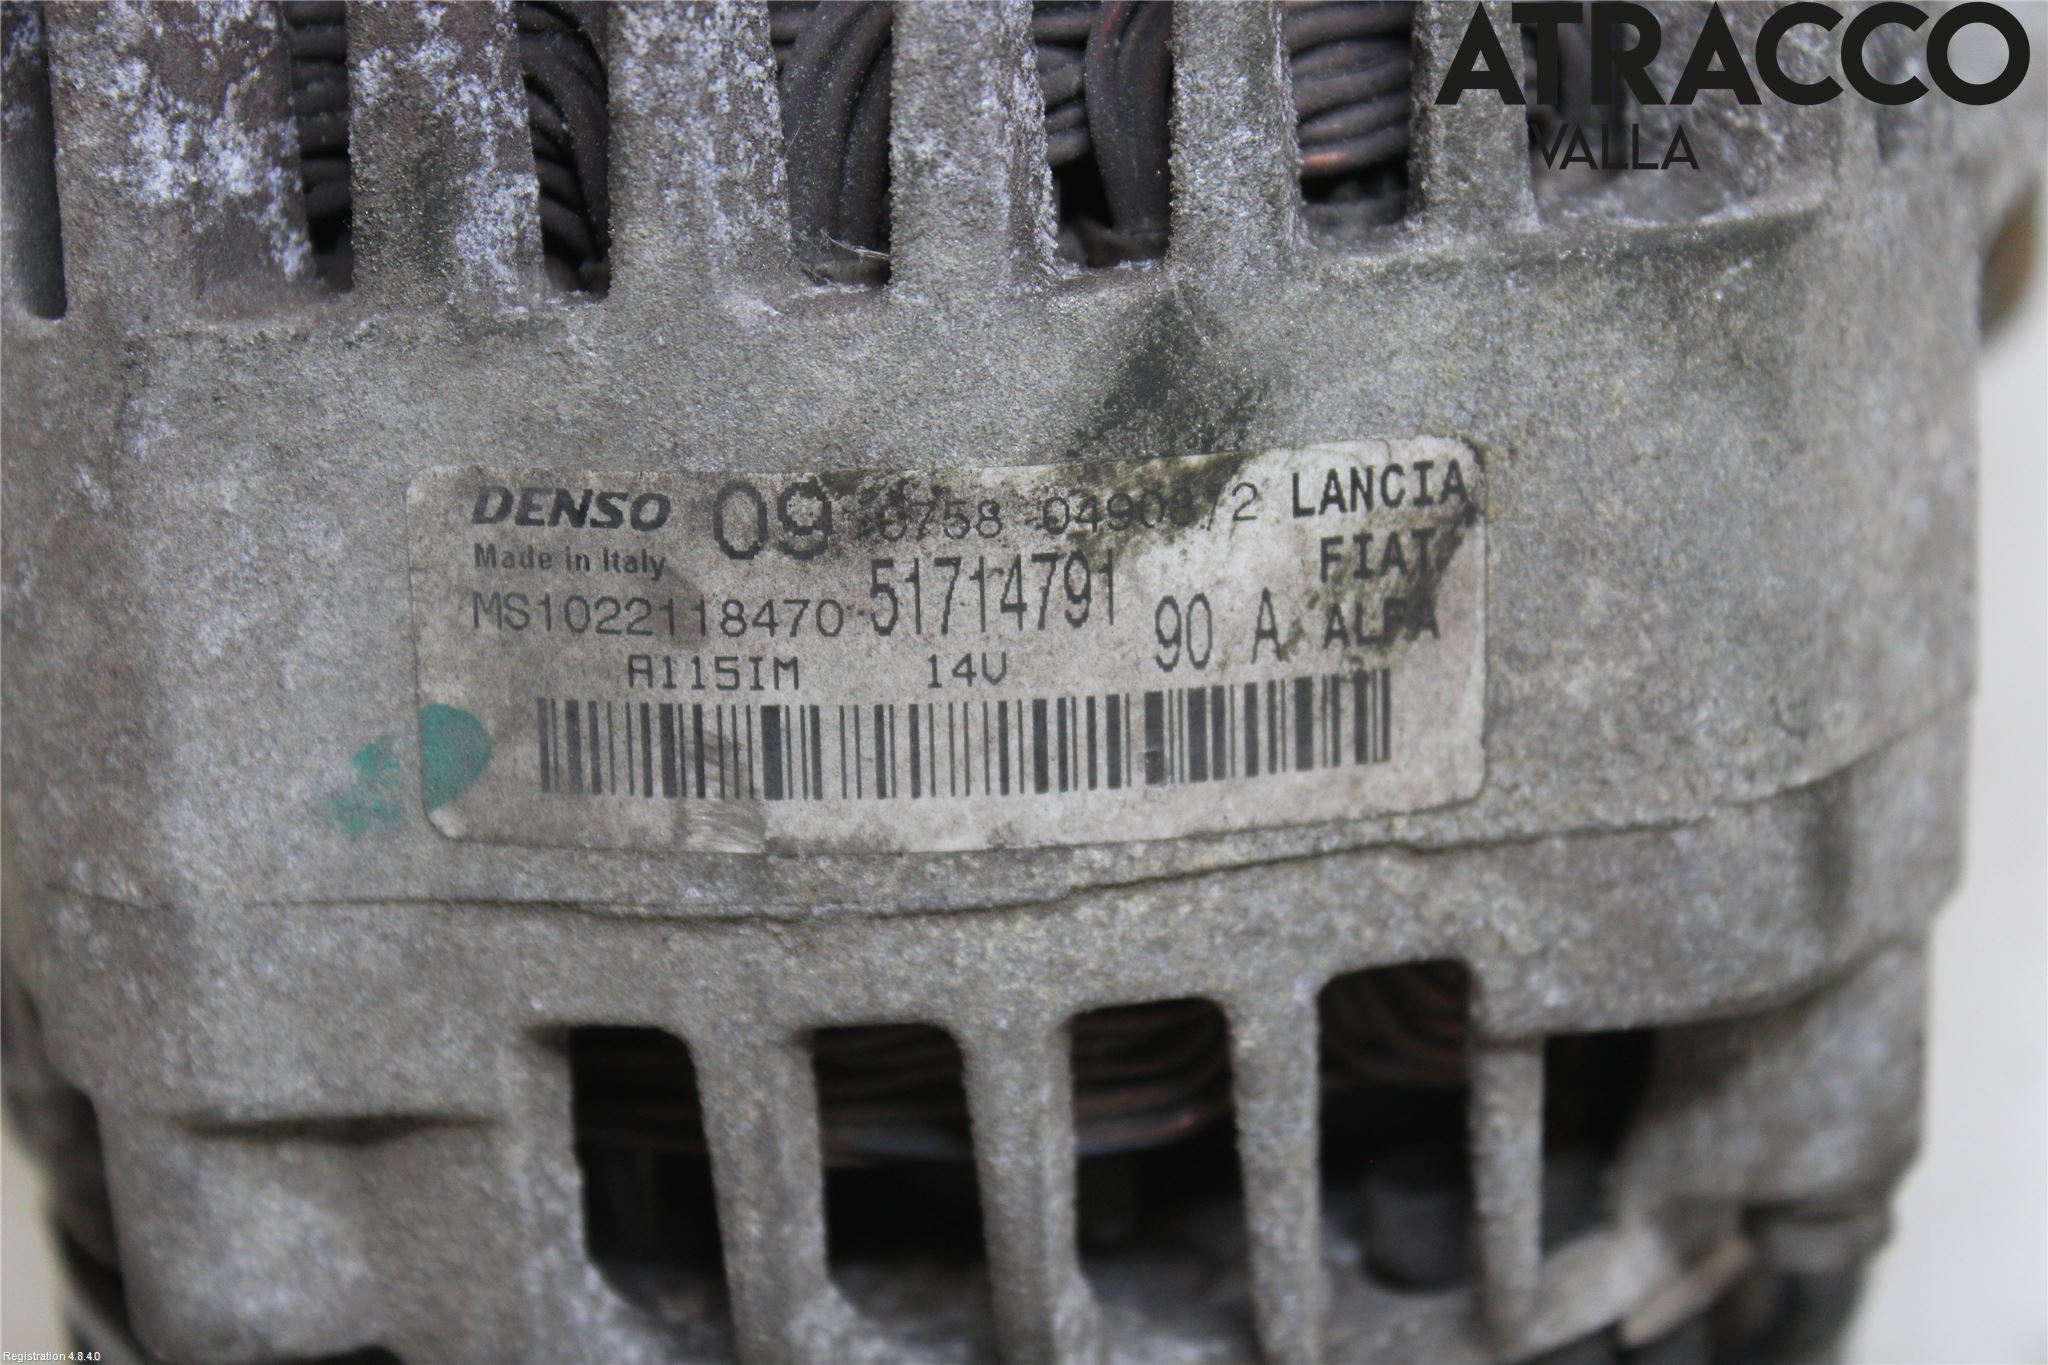 ATRACCO
VALLA
DENSO 09 0758 LANCIA
Made in Italy FIAT
MS1022118470 51714791 90 A ALFA
A115IM 14V
Registration 4.8.4.0